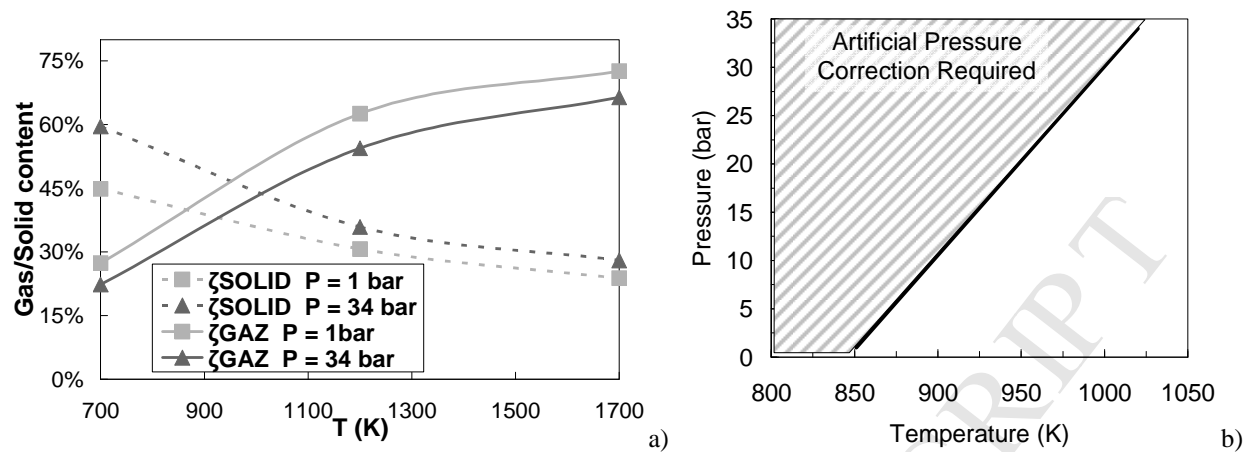 75%
60%
45%
30%
15%
0%
Gas/Solid content
ζSOLID P = 1 bar
ζSOLID P = 34 bar
ζGAZ P = 1bar
ζGAZ P = 34 bar
700 900 1100 1300 1500 1700
T (K)
a)
35
30
25
20
15
10
5
0
Pressure (bar)
Artificial Pressure
Correction Required
800 850 900 950 1000 1050
Temperature (K)
b)
RIPT